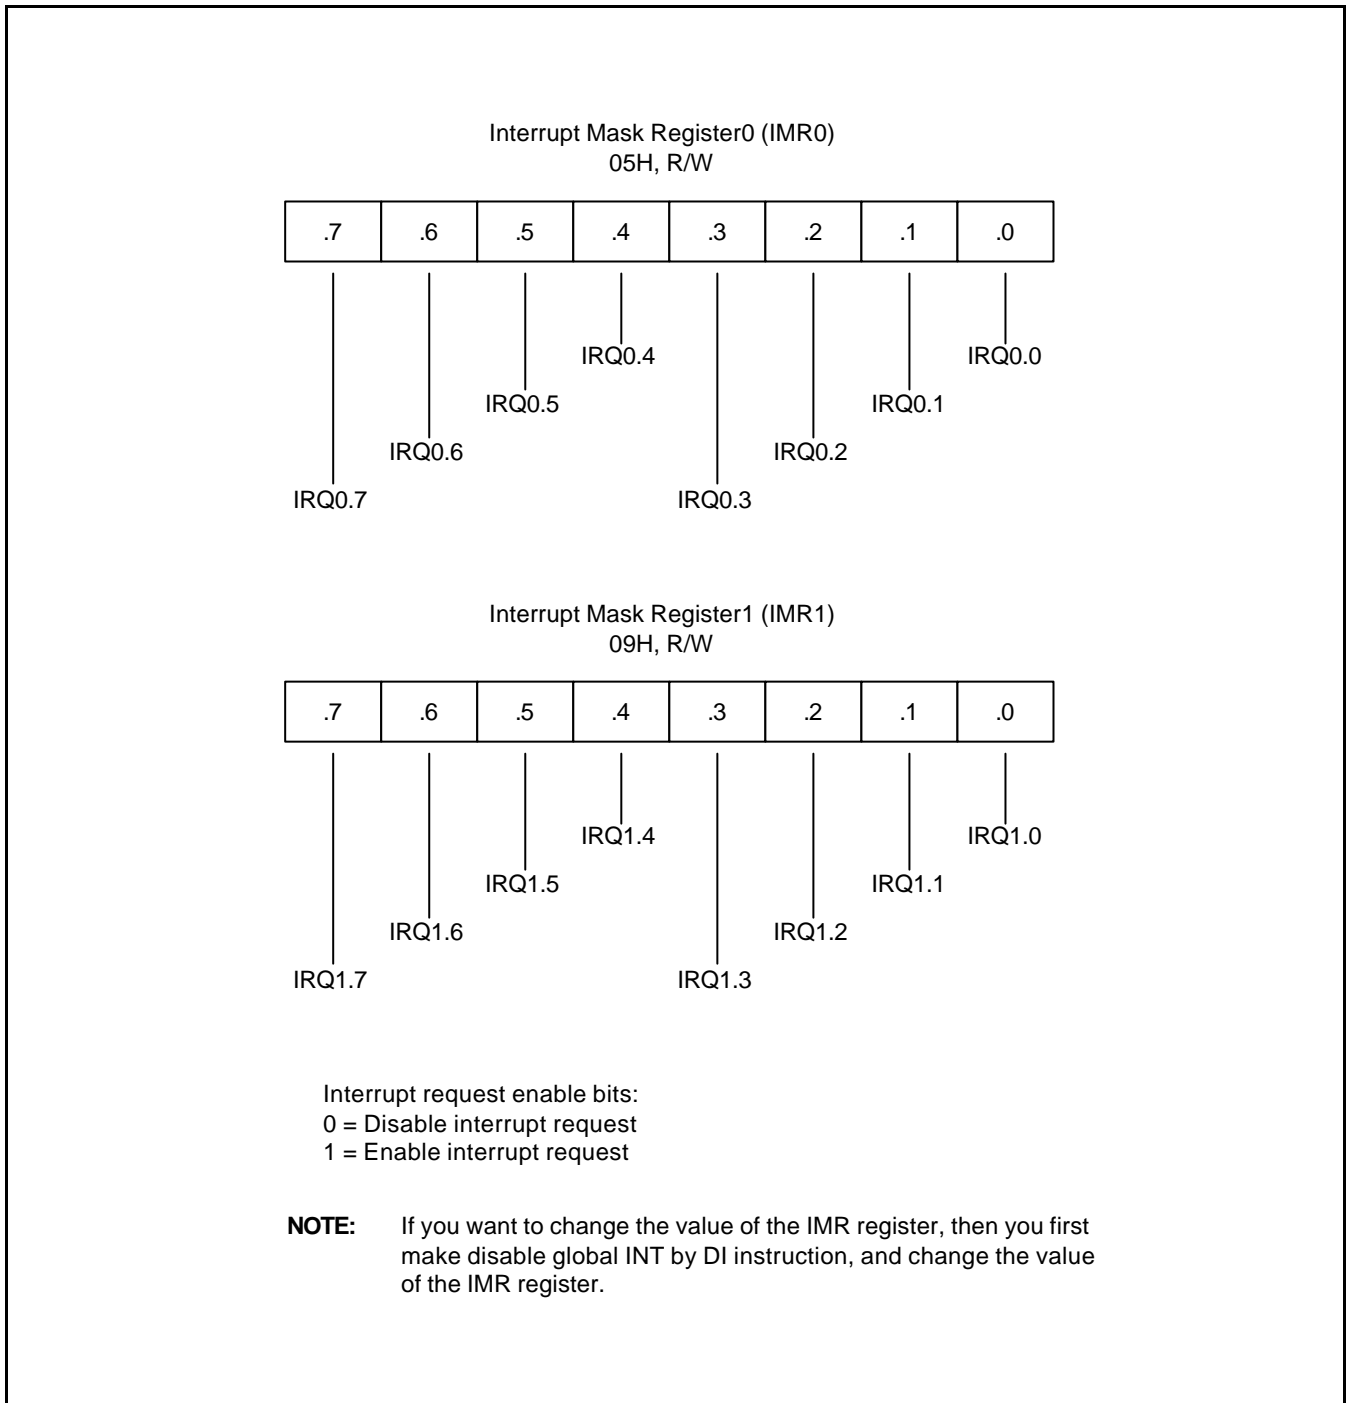 Interrupt Mask Register0 (IMR0)
05H, R/W
.7 .6 .5 .4 .3 .2 .1 .0
IRQ0.4 IRQ0.0
IRQ0.5 IRQ0.1
IRQ0.6 IRQ0.2
IRQ0.7 IRQ0.3
Interrupt Mask Register1 (IMR1)
09H, R/W
.7 .6 .5 .4 .3 .2 .1 .0
IRQ1.4 IRQ1.0
IRQ1.5 IRQ1.1
IRQ1.6 IRQ1.2
IRQ1.7 IRQ1.3
Interrupt request enable bits:
0 = Disable interrupt request
1 = Enable interrupt request
NOTE: If you want to change the value of the IMR register, then you first
make disable global INT by DI instruction, and change the value
of the IMR register.